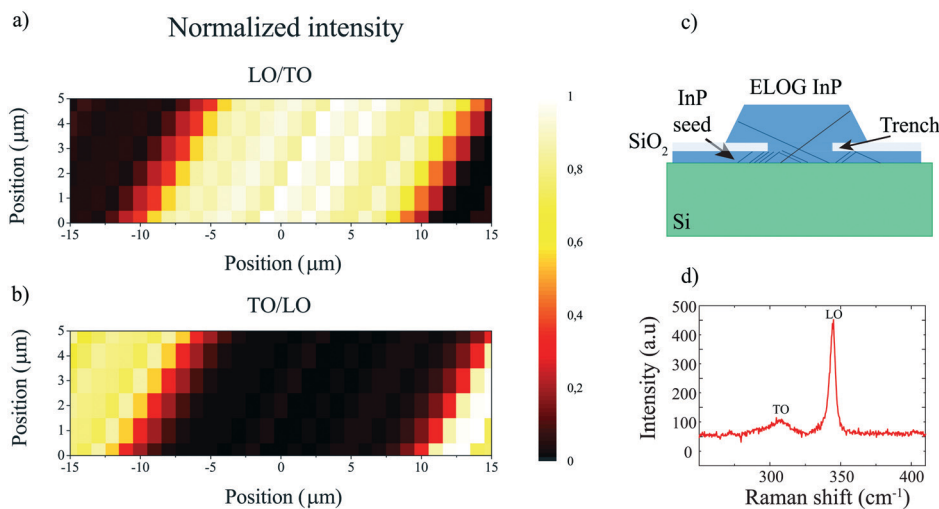 a)
Normalized intensity
LO/TO
Position (μm)
5
4
3
2
1
0
-15
-10
-5
0
5
10
15
Position (μm)
b)
TO/LO
Position (μm)
5
4
3
2
1
0
-15
-10
-5
0
5
10
15
Position (μm)
1
0,8
0,6
0,4
0,2
0
c)
ELOG InP
InP
seed
SiO2
Trench
Si
d)
Intensity (a.u)
500
400
300
200
100
0
LO
TO
300
350
400
Raman shift (cm⁻¹)